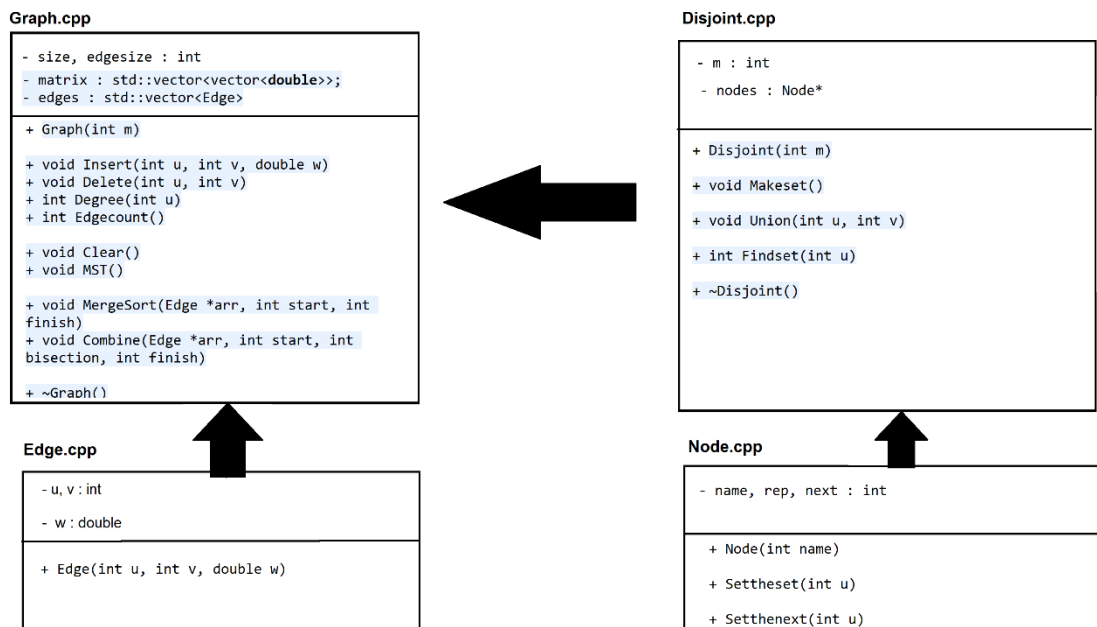 Graph.cpp
- size, edgesize : int
- matrix : std::vector<vector<double>>;
- edges : std::vector<Edge>
+ Graph(int m)
+ void Insert(int u, int v, double w)
+ void Delete(int u, int v)
+ int Degree(int u)
+ int Edgecount()
+ void Clear()
+ void MST()
+ void MergeSort(Edge *arr, int start, int
finish)
+ void Combine(Edge *arr, int start, int
bisection, int finish)
+ ~Graph()
Disjoint.cpp
- m : int
- nodes : Node*
+ Disjoint(int m)
+ void Makeset()
+ void Union(int u, int v)
+ int Findset(int u)
+ ~Disjoint()
Edge.cpp
- u, v : int
- w : double
+ Edge(int u, int v, double w)
Node.cpp
- name, rep, next : int
+ Node(int name)
+ Settheset(int u)
+ Setthenext(int u)